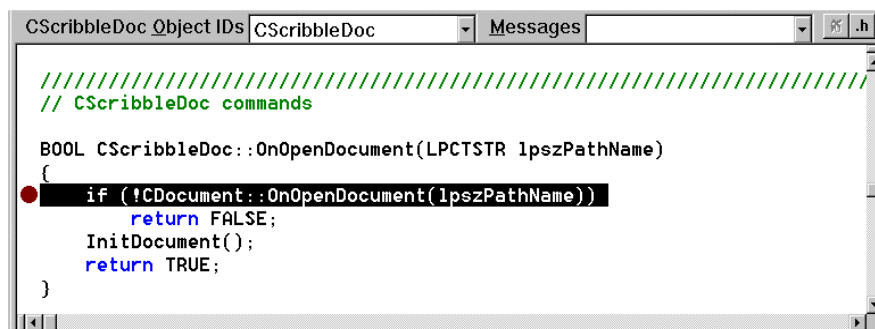 CScribbleDoc Object IDs CScribbleDoc Messages .h
/////////////////////////////////////////////////////////////////////////
// CScribbleDoc commands
BOOL CScribbleDoc::OnOpenDocument(LPCTSTR lpszPathName)
{
if (!CDocument::OnOpenDocument(lpszPathName))
return FALSE;
InitDocument();
return TRUE;
}